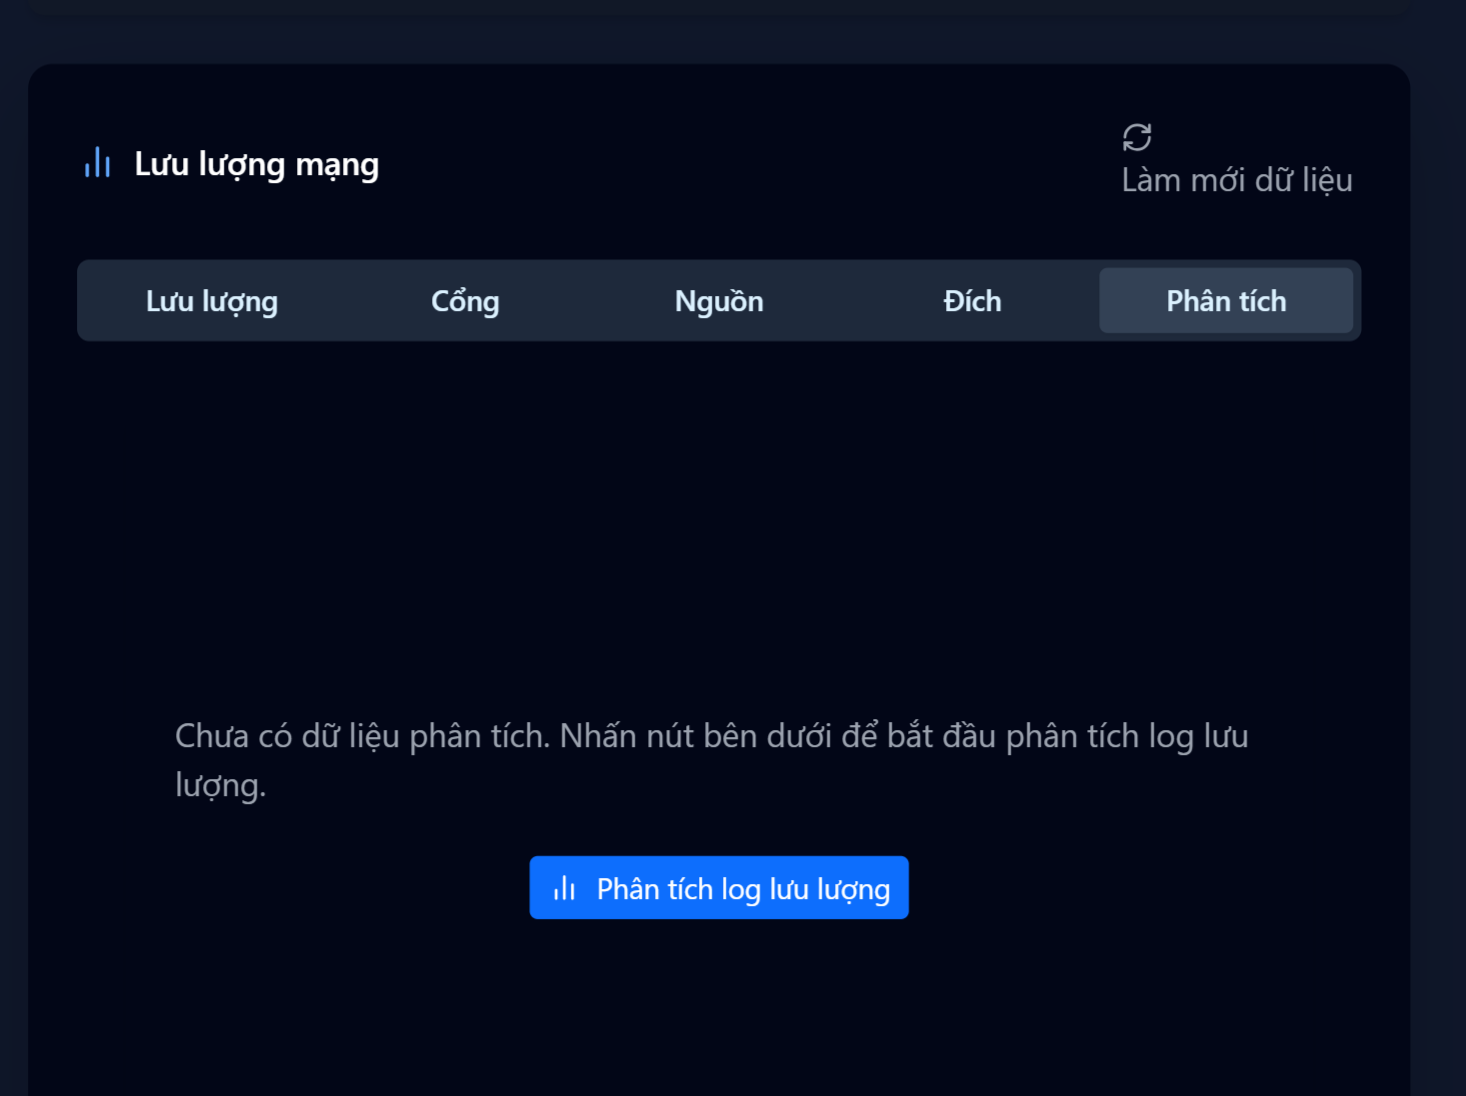 Lưu lượng mạng
Làm mới dữ liệu
Lưu lượng
Cổng
Nguồn
Đích
Phân tích
Chưa có dữ liệu phân tích. Nhấn nút bên dưới để bắt đầu phân tích log lưu
lượng.
Phân tích log lưu lượng